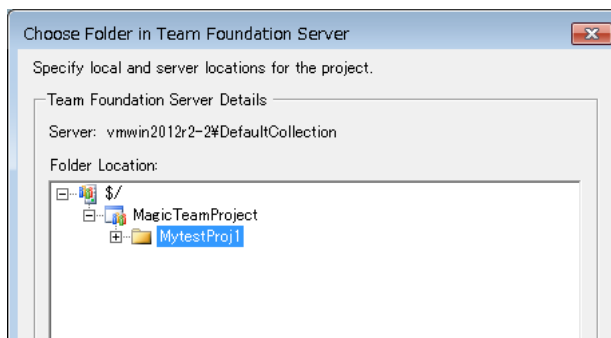 Choose Folder in Team Foundation Server
Specify local and server locations for the project.
Team Foundation Server Details
Server: vmwin2012r2-2¥DefaultCollection
Folder Location:
$/
MagicTeamProject
MytestProj1